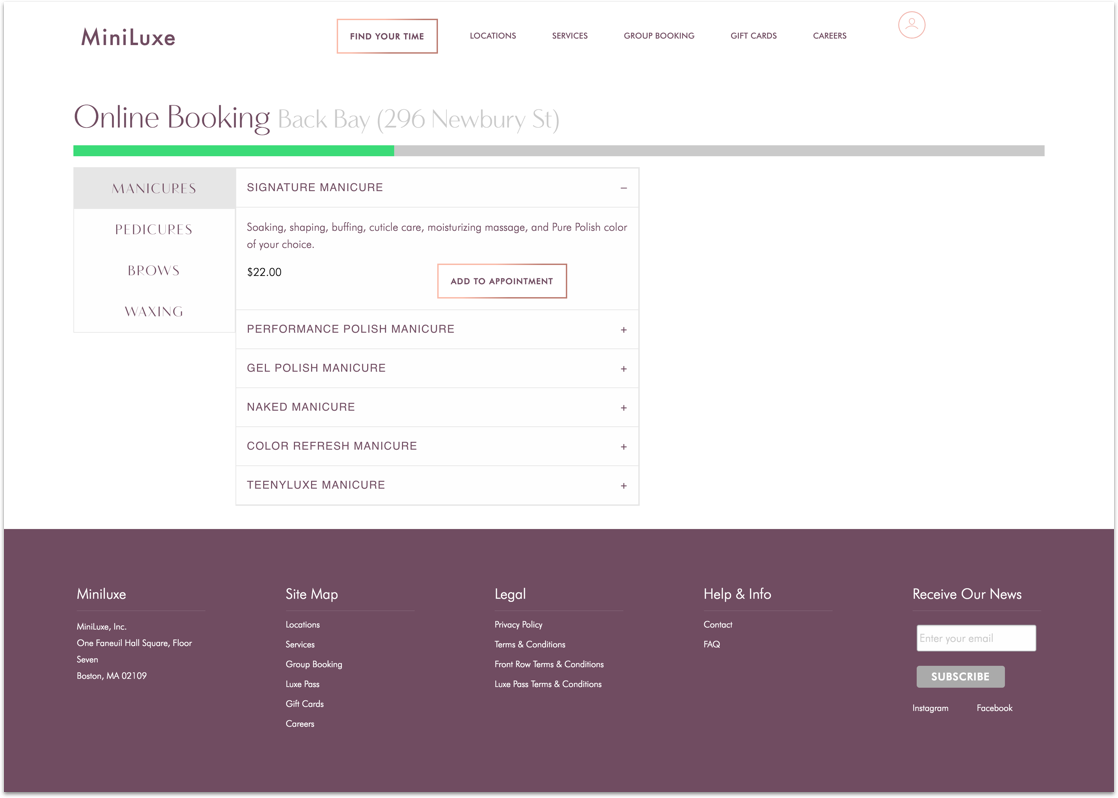 MiniLuxe
FIND YOUR TIME
LOCATIONS
SERVICES
GROUP BOOKING
GIFT CARDS
CAREERS
Online Booking Back Bay (296 Newbury St)
MANICURES
PEDICURES
BROWS
WAXING
SIGNATURE MANICURE −
Soaking, shaping, buffing, cuticle care, moisturizing massage, and Pure Polish color
of your choice.
$22.00
ADD TO APPOINTMENT
PERFORMANCE POLISH MANICURE +
GEL POLISH MANICURE +
NAKED MANICURE +
COLOR REFRESH MANICURE +
TEENYLUXE MANICURE +
Miniluxe
MiniLuxe, Inc.
One Faneuil Hall Square, Floor
Seven
Boston, MA 02109
Site Map
Locations
Services
Group Booking
Luxe Pass
Gift Cards
Careers
Legal
Privacy Policy
Terms & Conditions
Front Row Terms & Conditions
Luxe Pass Terms & Conditions
Help & Info
Contact
FAQ
Receive Our News
Enter your email
SUBSCRIBE
Instagram
Facebook